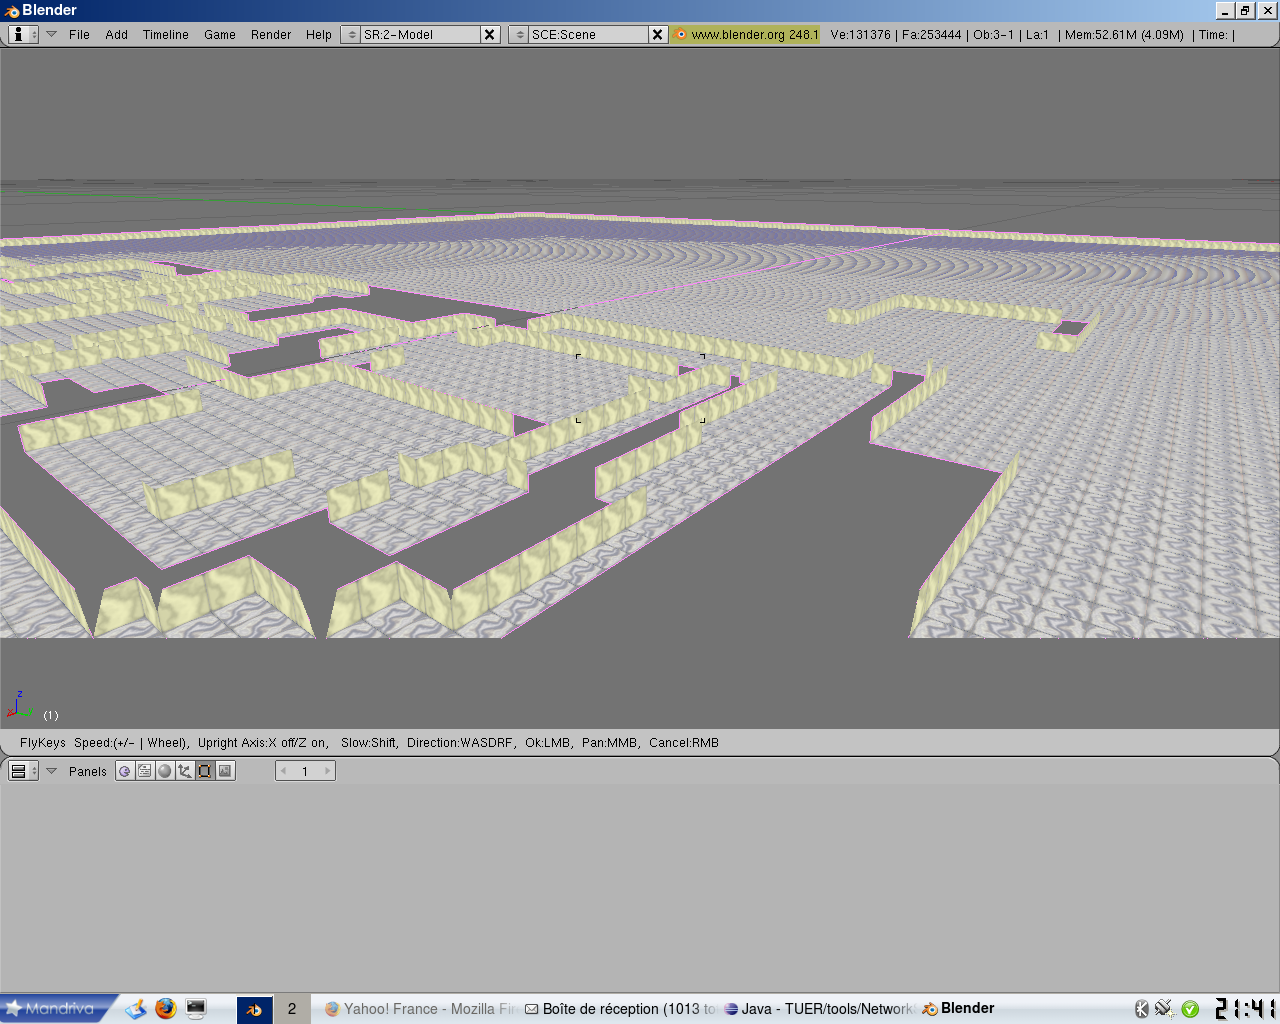 Blender
File Add Timeline Game Render Help SR:2-Model SCE:Scene www.blender.org 248.1 Ve:131376 | Fa:253444 | Ob:3-1 | La:1 | Mem:52.61M (4.09M) | Time: |
z
x
(1)
FlyKeys Speed:(+/- | Wheel), Upright Axis:X off/Z on, Slow:Shift, Direction:WASDRF, Ok:LMB, Pan:MMB, Cancel:RMB
Panels 1
Mandriva 2 Yahoo! France - Mozilla Fir Boîte de réception (1013 to Java - TUER/tools/Network Blender 21:41